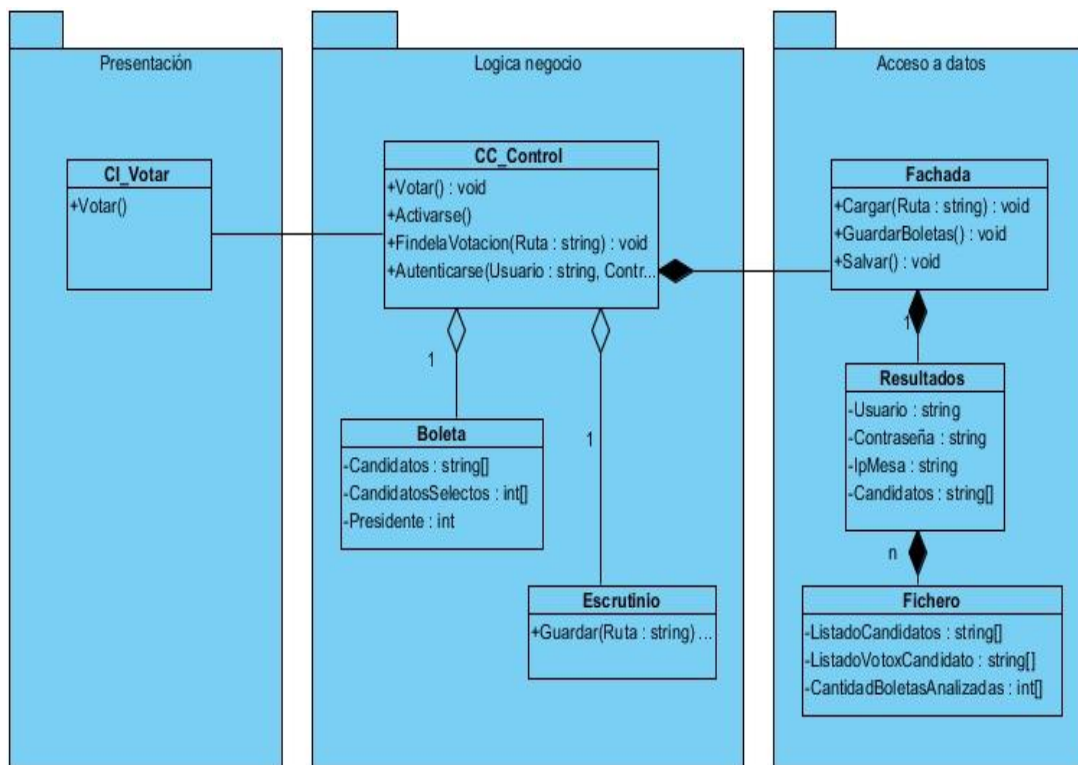 Presentación
CI_Votar
+Votar()
Logica negocio
CC_Control
+Votar() : void
+Activarse()
+FindelaVotacion(Ruta : string) : void
+Autenticarse(Usuario : string, Contr...
1
1
Boleta
-Candidatos : string[]
-CandidatosSelectos : int[]
-Presidente : int
Escrutinio
+Guardar(Ruta : string) ...
Acceso a datos
Fachada
+Cargar(Ruta : string) : void
+GuardarBoletas() : void
+Salvar() : void
1
Resultados
-Usuario : string
-Contraseña : string
-IpMesa : string
-Candidatos : string[]
n
Fichero
-ListadoCandidatos : string[]
-ListadoVotoxCandidato : string[]
-CantidadBoletasAnalizadas : int[]